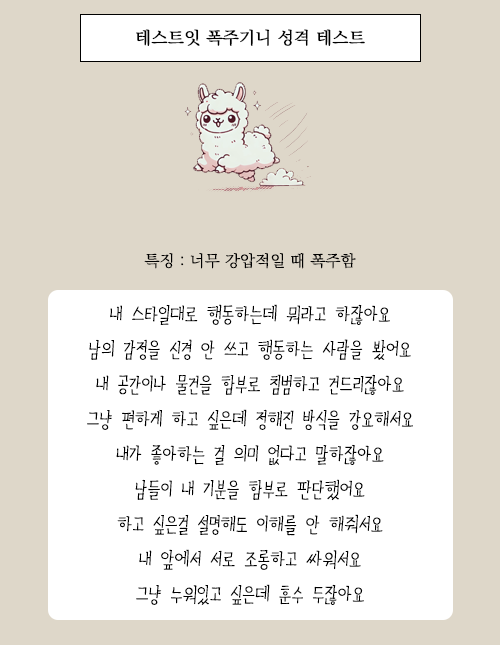 테스트잇 폭주기니 성격 테스트
특징 : 너무 강압적일 때 폭주함
내 스타일대로 행동하는데 뭐라고 하잖아요
남의 감정을 신경 안 쓰고 행동하는 사람을 봤어요
내 공간이나 물건을 함부로 침범하고 건드리잖아요
그냥 편하게 하고 싶은데 정해진 방식을 강요해서요
내가 좋아하는 걸 의미 없다고 말하잖아요
남들이 내 기분을 함부로 판단했어요
하고 싶은걸 설명해도 이해를 안 해줘서요
내 앞에서 서로 조롱하고 싸워서요
그냥 누워있고 싶은데 훈수 두잖아요